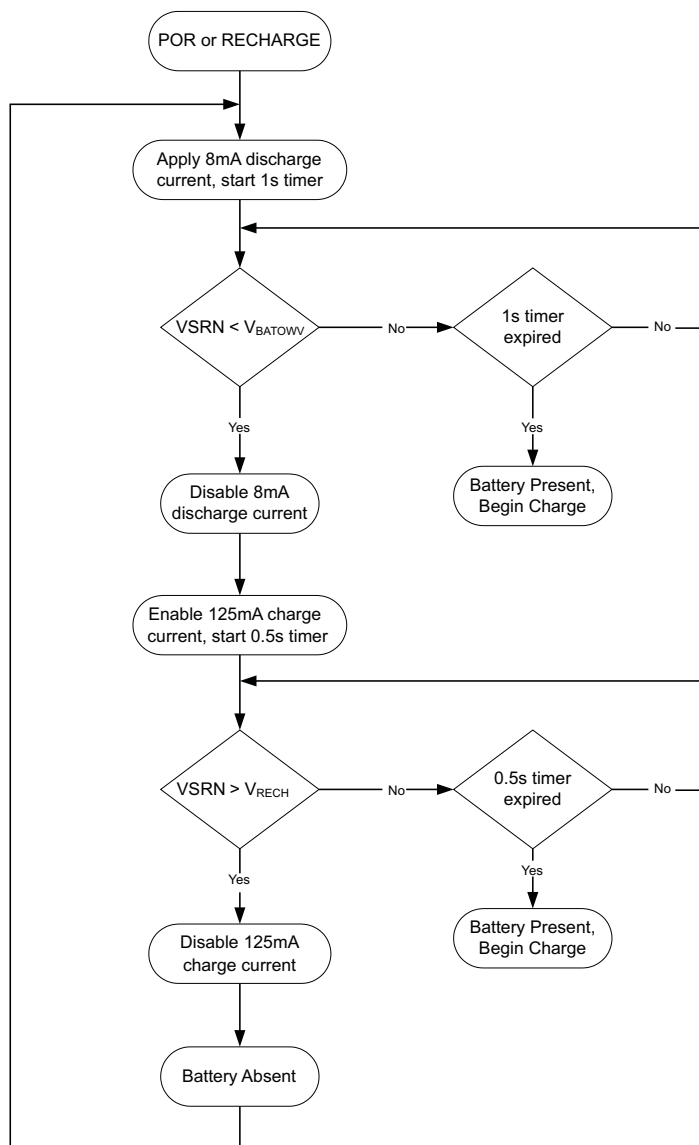 POR or RECHARGE
Apply 8mA discharge
current, start 1s timer
VSRN < VBATOWV
No
1s timer
expired
No
Yes
Yes
Disable 8mA
discharge current
Battery Present,
Begin Charge
Enable 125mA charge
current, start 0.5s timer
VSRN > VRECH
No
0.5s timer
expired
No
Yes
Yes
Disable 125mA
charge current
Battery Present,
Begin Charge
Battery Absent